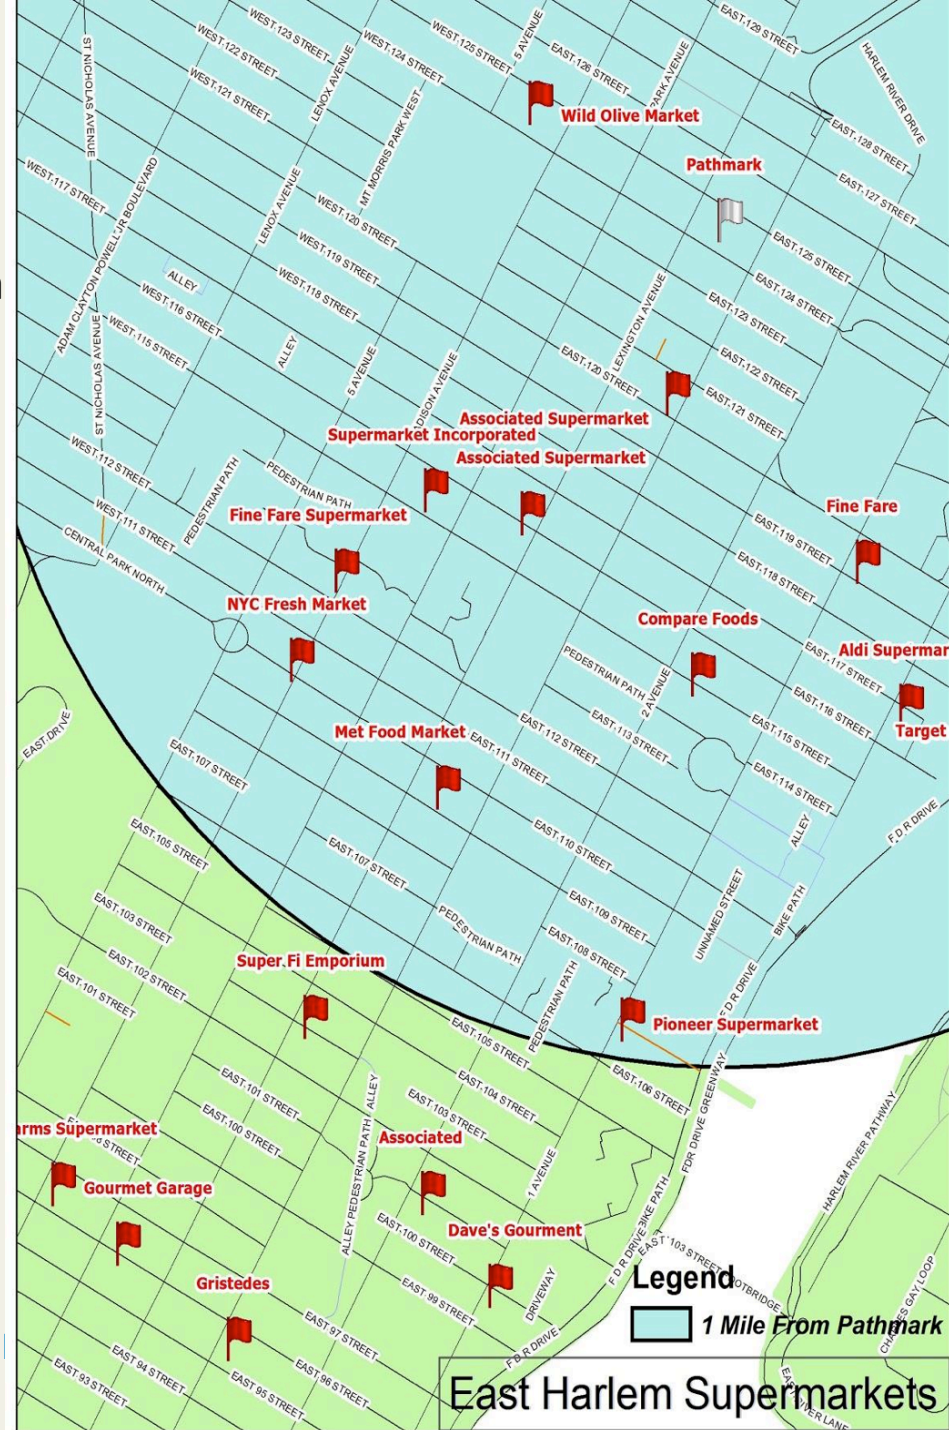 EAST 129 STREET
WEST 123 STREET
WEST 122 STREET
WEST 121 STREET
WEST 124 STREET
WEST 125 STREET
5 AVENUE
EAST 126 STREET
PARK AVENUE
HARLEM RIVER DRIVE
ST NICHOLAS AVENUE
LENOX AVENUE
MT MORRIS PARK WEST
Wild Olive Market
EAST 128 STREET
Pathmark
EAST 127 STREET
WEST 117 STREET
ADAM CLAYTON POWELL JR BOULEVARD
LENOX AVENUE
WEST 120 STREET
WEST 119 STREET
WEST 118 STREET
EAST 125 STREET
EAST 124 STREET
EAST 123 STREET
EAST 122 STREET
EAST 121 STREET
ALLEY
WEST 116 STREET
WEST 115 STREET
ST NICHOLAS AVENUE
ALLEY
5 AVENUE
ADISON AVENUE
LEXINGTON AVENUE
EAST 120 STREET
Associated Supermarket
Supermarket Incorporated
Associated Supermarket
WEST 112 STREET
PEDESTRIAN PATH
PEDESTRIAN PATH
WEST 111 STREET
CENTRAL PARK NORTH
Fine Fare Supermarket
Fine Fare
EAST 119 STREET
EAST 118 STREET
NYC Fresh Market
Compare Foods
EAST 117 STREET
Aldi Supermar
PEDESTRIAN PATH
2 AVENUE
EAST 116 STREET
EAST 115 STREET
Target
EAST DRIVE
Met Food Market
EAST 111 STREET
EAST 112 STREET
EAST 113 STREET
EAST 114 STREET
EAST 107 STREET
ALLEY
F D R DRIVE
EAST 105 STREET
EAST 107 STREET
EAST 110 STREET
EAST 109 STREET
UNNAMED STREET
BIKE PATH
EAST 103 STREET
EAST 102 STREET
EAST 101 STREET
PEDESTRIAN PATH
EAST 108 STREET
PEDESTRIAN PATH
F D R DRIVE
Super Fi Emporium
Pioneer Supermarket
EAST 105 STREET
EAST 106 STREET
EAST 104 STREET
EAST 103 STREET
EAST 101 STREET
EAST 100 STREET
ALLEY
ALLEY PEDESTRIAN PATH
FDR DRIVE GREENWAY
HARLEM RIVER PATHWAY
arms Supermarket
Associated
1 AVENUE
Gourmet Garage
Dave's Gourment
EAST 100 STREET
EAST 99 STREET
BIKE PATH
F D R DRIVE
EAST 103 STREET FOOTBRIDGE
Gristedes
DRIVEWAY
F D R DRIVE
CHARLES GAY LOOP
EAST 97 STREET
EAST 96 STREET
EAST 95 STREET
EAST 94 STREET
EAST 93 STREET
EAST RIVER LANE
Legend
1 Mile From Pathmark
East Harlem Supermarkets